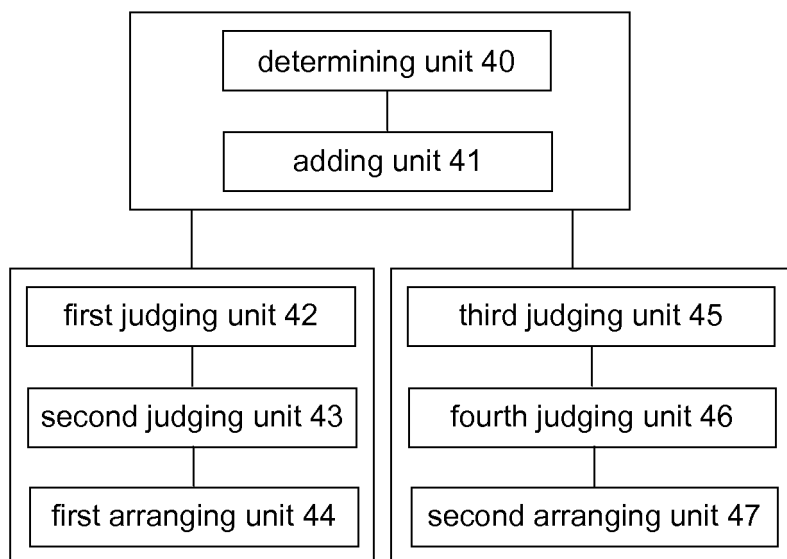 determining unit 40
adding unit 41
first judging unit 42
second judging unit 43
first arranging unit 44
third judging unit 45
fourth judging unit 46
second arranging unit 47